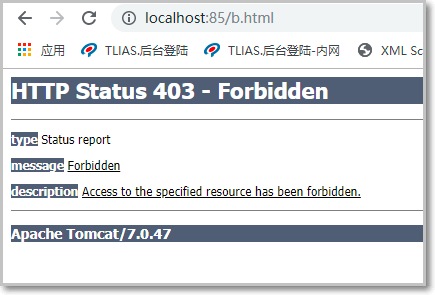 localhost:85/b.html
应用 TLIAS.后台登陆 TLIAS.后台登陆-内网 XML Sc
HTTP Status 403 - Forbidden
type Status report
message Forbidden
description Access to the specified resource has been forbidden.
Apache Tomcat/7.0.47